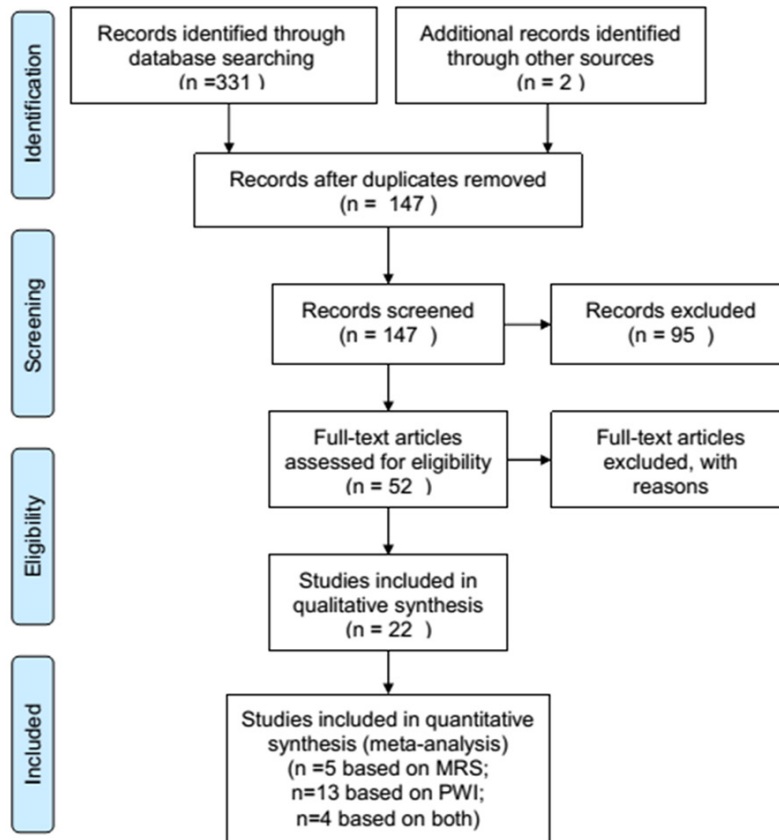 Identification
Records identified through
database searching
(n =331 )
Additional records identified
through other sources
(n = 2 )
Records after duplicates removed
(n = 147 )
Screening
Records screened
(n = 147 )
Records excluded
(n = 95 )
Eligibility
Full-text articles
assessed for eligibility
(n = 52 )
Full-text articles
excluded, with
reasons
Studies included in
qualitative synthesis
(n = 22 )
Included
Studies included in quantitative
synthesis (meta-analysis)
(n =5 based on MRS;
n=13 based on PWI;
n=4 based on both)